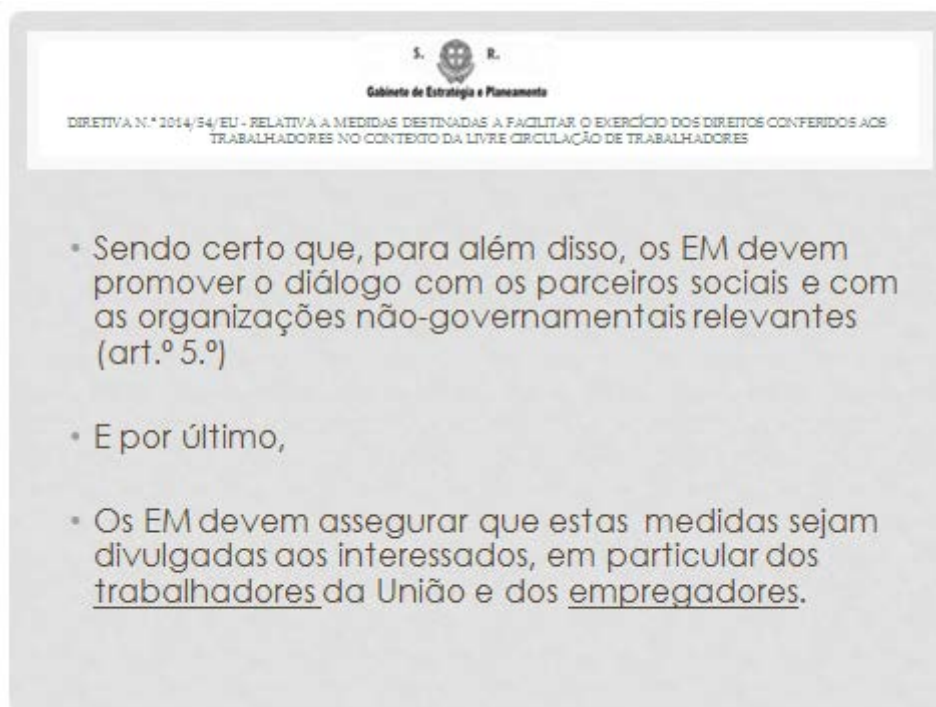 S. R.
Gabinete de Estratégia e Planeamento
DIRETIVA N.º 2014/54/EU - RELATIVA A MEDIDAS DESTINADAS A FACILITAR O EXERCÍCIO DOS DIREITOS CONFERIDOS AOS
TRABALHADORES NO CONTEXTO DA LIVRE CIRCULAÇÃO DE TRABALHADORES
• Sendo certo que, para além disso, os EM devem
promover o diálogo com os parceiros sociais e com
as organizações não-governamentais relevantes
(art.º 5.º)
• E por último,
• Os EM devem assegurar que estas medidas sejam
divulgadas aos interessados, em particular dos
trabalhadores da União e dos empregadores.